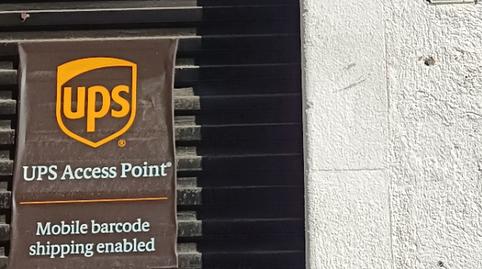 ups®
UPS Access Point®
Mobile barcode
shipping enabled